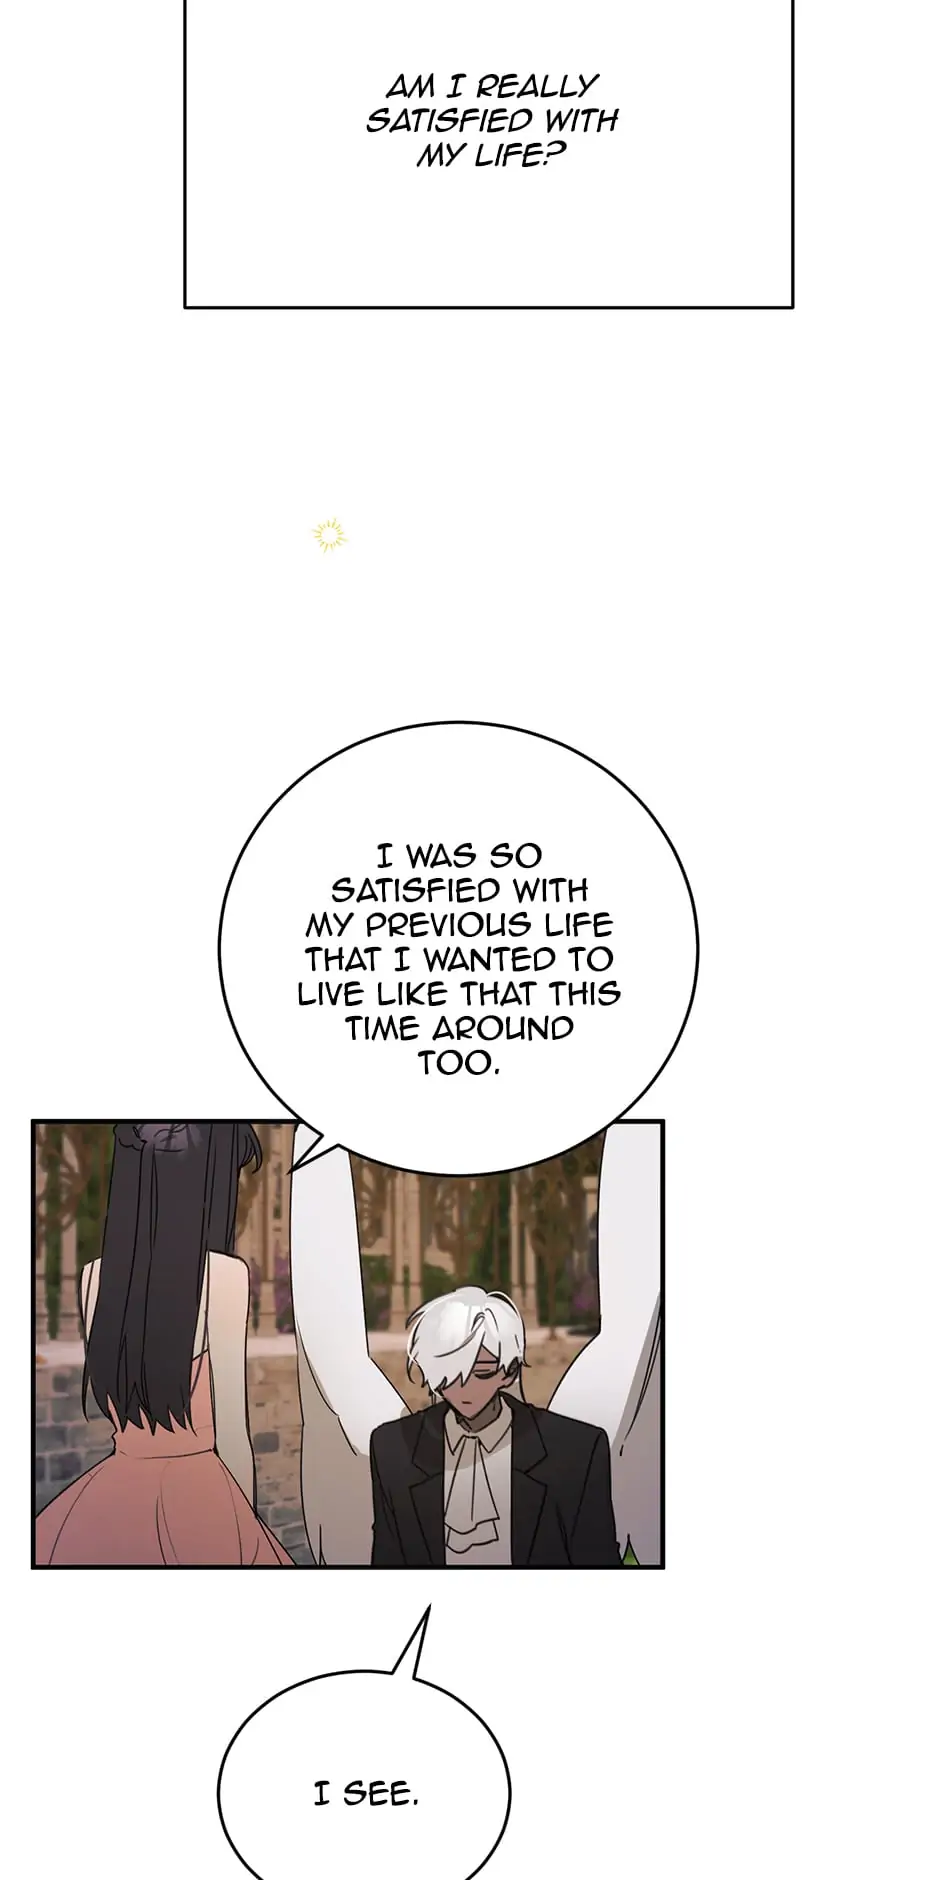 AM I REALLY
SATISFIED WITH
MY LIFE?
I WAS SO
SATISFIED WITH
MY PREVIOUS LIFE
THAT I WANTED TO
LIVE LIKE THAT THIS
TIME AROUND
TOO.
I SEE.